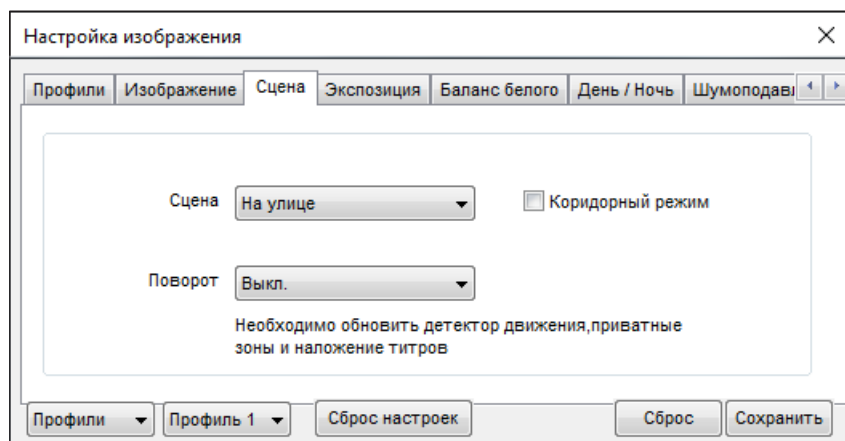 Настройка изображения
Профили Изображение Сцена Экспозиция Баланс белого День / Ночь Шумоподавл
Сцена На улице Коридорный режим
Поворот Выкл.
Необходимо обновить детектор движения,приватные
зоны и наложение титров
Профили Профиль 1 Сброс настроек Сброс Сохранить